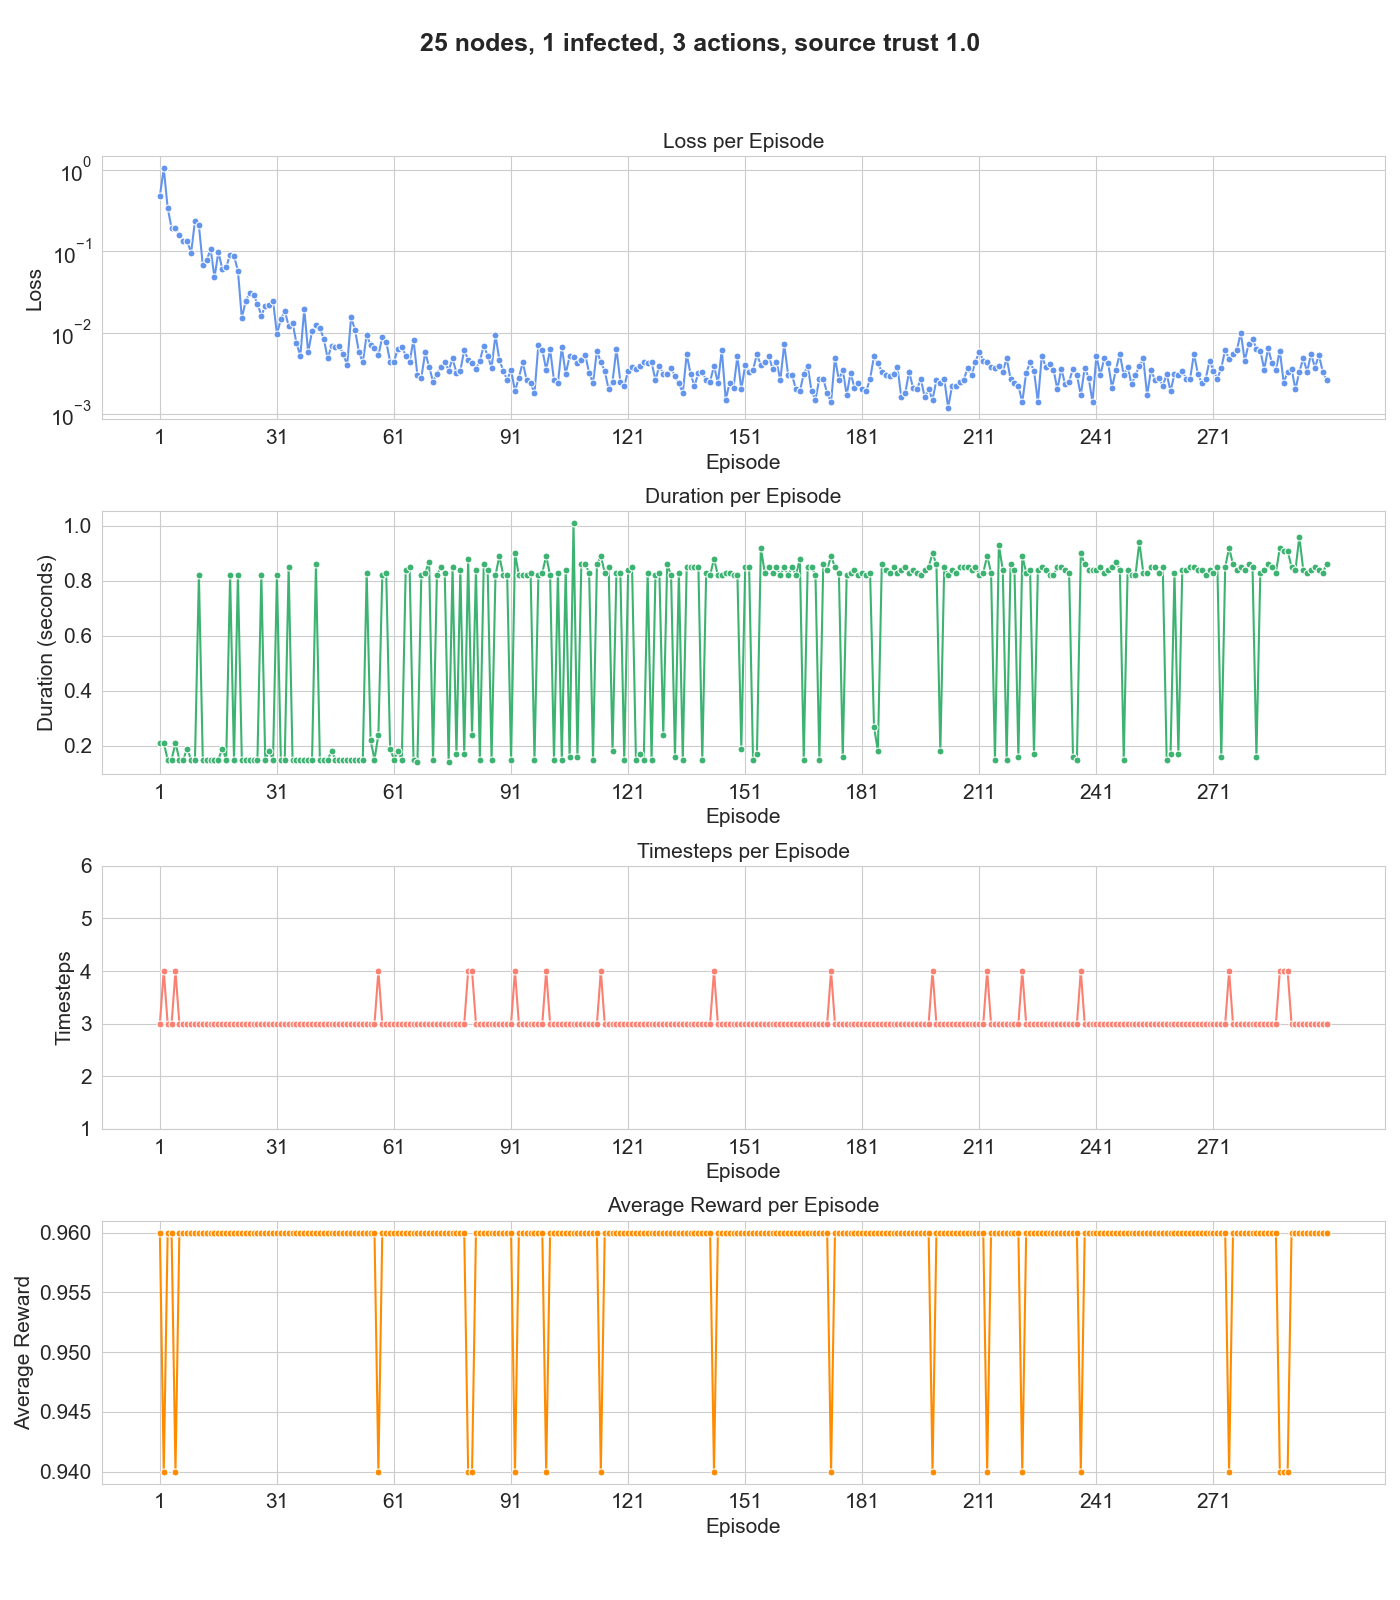 25 nodes, 1 infected, 3 actions, source trust 1.0
Loss per Episode
10^0
10^−1
10^−2
10^−3
Loss
1 31 61 91 121 151 181 211 241 271
Episode
Duration per Episode
1.0
0.8
0.6
0.4
0.2
Duration (seconds)
1 31 61 91 121 151 181 211 241 271
Episode
Timesteps per Episode
6
5
4
3
2
1
Timesteps
1 31 61 91 121 151 181 211 241 271
Episode
Average Reward per Episode
0.960
0.955
0.950
0.945
0.940
Average Reward
1 31 61 91 121 151 181 211 241 271
Episode